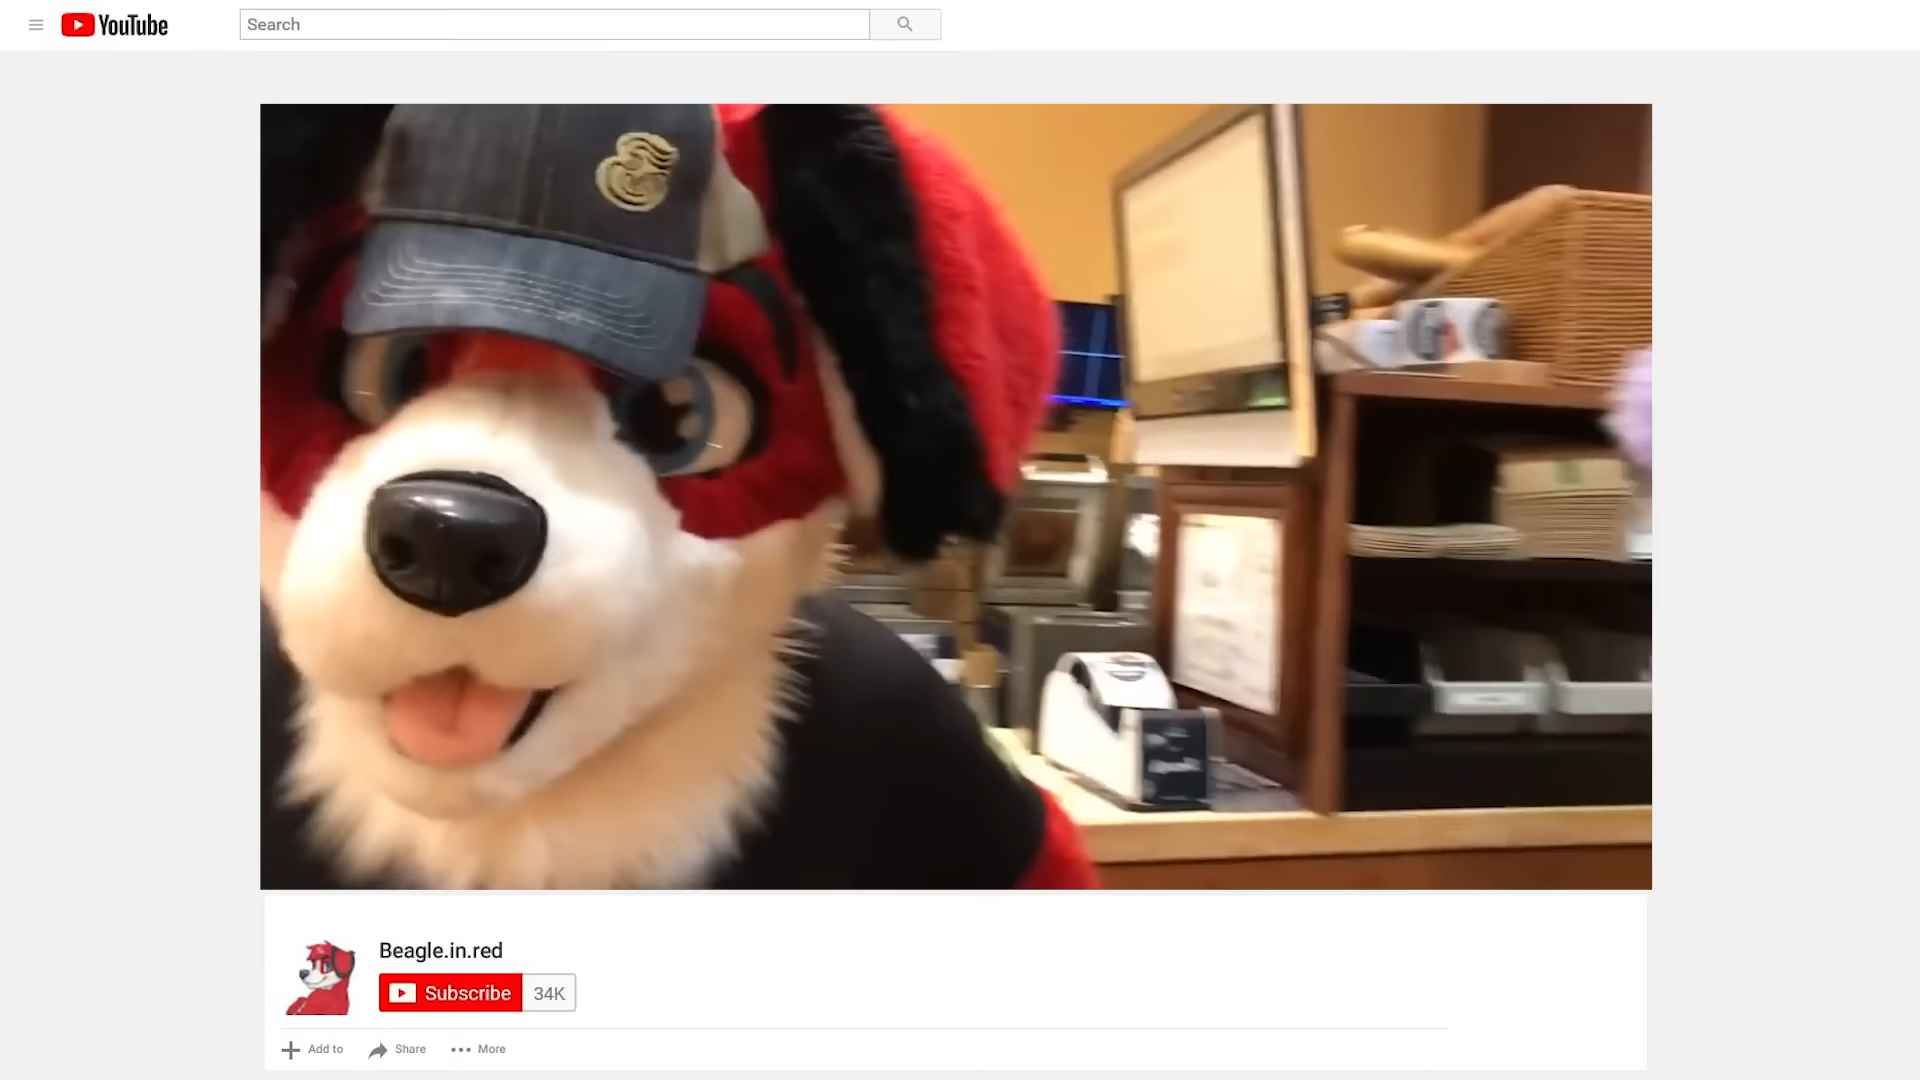 YouTube
Search
Beagle.in.red
Subscribe 34K
Add to Share More